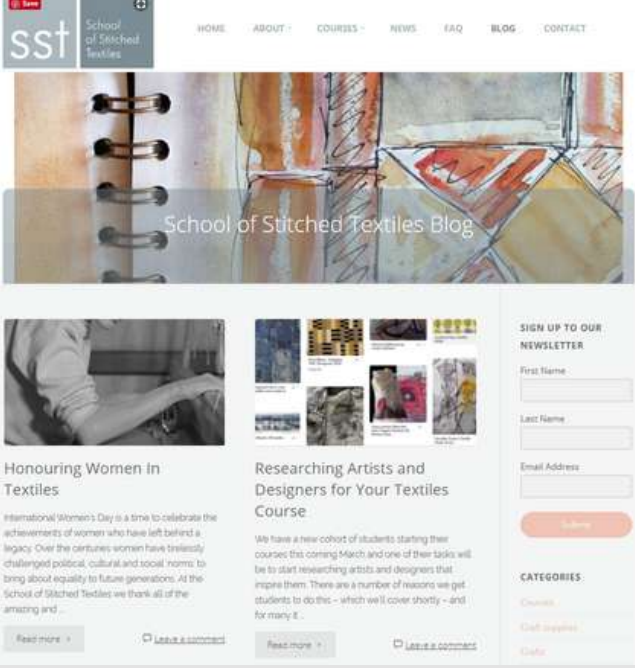 Save
sst
School
of Stitched
Textiles
HOME ABOUT COURSES NEWS FAQ BLOG CONTACT
School of Stitched Textiles Blog
Honouring Women In
Textiles
International Women's Day is a time to celebrate the
achievements of women who have left behind a
legacy. Over the centuries women have tirelessly
challenged political, cultural and social norms, to
bring about equality to future generations. At the
School of Stitched Textiles we thank all of the
amazing and ...
Read more
Leave a comment
Researching Artists and
Designers for Your Textiles
Course
We have a new cohort of students starting their
courses this coming March and one of their tasks will
be to start researching artists and designers that
inspire them. There are a number of reasons we get
students to do this – which we'll cover shortly – and
for many it ...
Read more
Leave a comment
SIGN UP TO OUR
NEWSLETTER
First Name
Last Name
Email Address
Submit
CATEGORIES
Courses
Craft supplies
Crafts